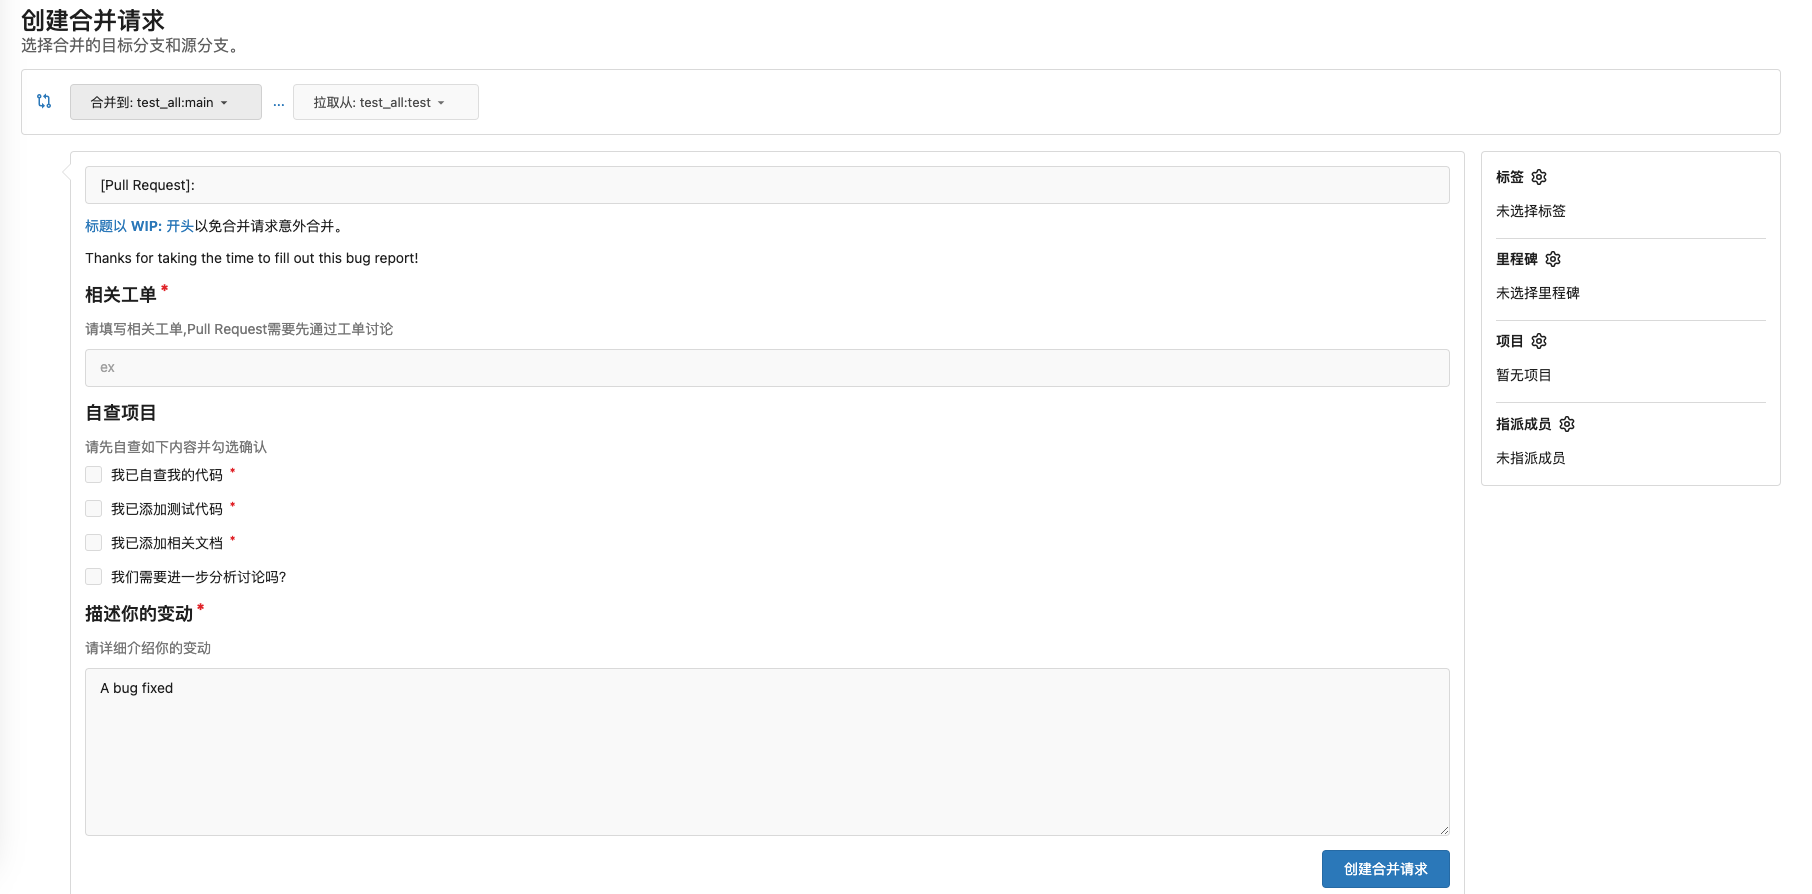 创建合并请求
选择合并的目标分支和源分支。
合并到: test_all:main ... 拉取从: test_all:test
[Pull Request]:
标题以 WIP: 开头以免合并请求意外合并。
Thanks for taking the time to fill out this bug report!
相关工单 *
请填写相关工单,Pull Request需要先通过工单讨论
ex
自查项目
请先自查如下内容并勾选确认
我已自查我的代码 *
我已添加测试代码 *
我已添加相关文档 *
我们需要进一步分析讨论吗?
描述你的变动 *
请详细介绍你的变动
A bug fixed
创建合并请求
标签
未选择标签
里程碑
未选择里程碑
项目
暂无项目
指派成员
未指派成员